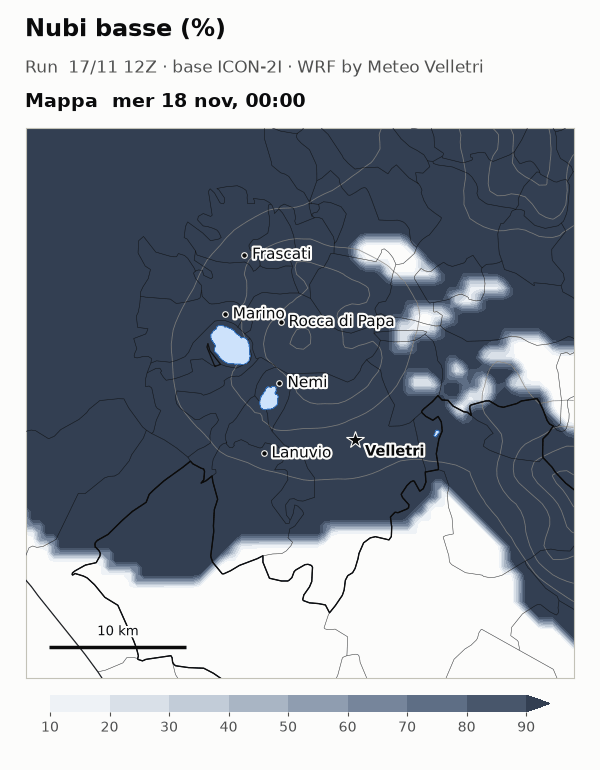 Nubi basse (%)
Run  17/11 12Z · base ICON-2I · WRF by Meteo Velletri
Mappa  mer 18 nov, 00:00
Frascati
Marino
Rocca di Papa
Nemi
Velletri
Lanuvio
10 km
10 20 30 40 50 60 70 80 90